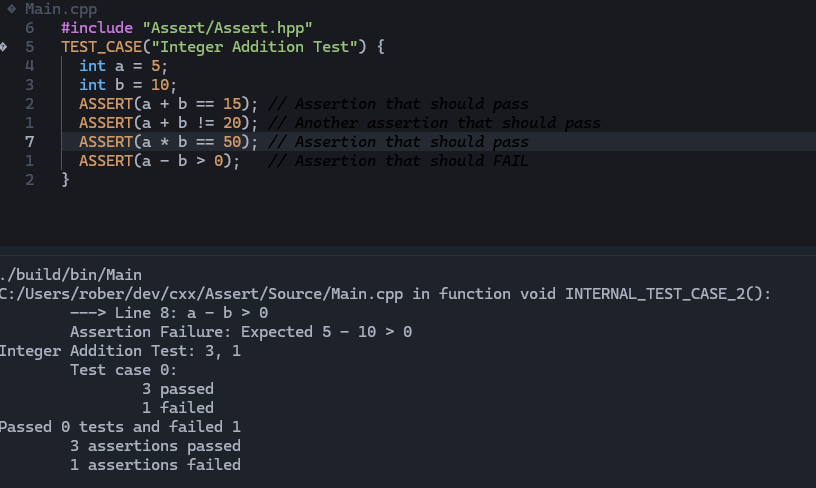 � Main.cpp
6 #include "Assert/Assert.hpp"
� 5 TEST_CASE("Integer Addition Test") {
4 int a = 5;
3 int b = 10;
2 ASSERT(a + b == 15); // Assertion that should pass
1 ASSERT(a + b != 20); // Another assertion that should pass
7 ASSERT(a * b == 50); // Assertion that should pass
1 ASSERT(a - b > 0); // Assertion that should FAIL
2 }
./build/bin/Main
C:/Users/rober/dev/cxx/Assert/Source/Main.cpp in function void INTERNAL_TEST_CASE_2():
---> Line 8: a - b > 0
Assertion Failure: Expected 5 - 10 > 0
Integer Addition Test: 3, 1
Test case 0:
3 passed
1 failed
Passed 0 tests and failed 1
3 assertions passed
1 assertions failed